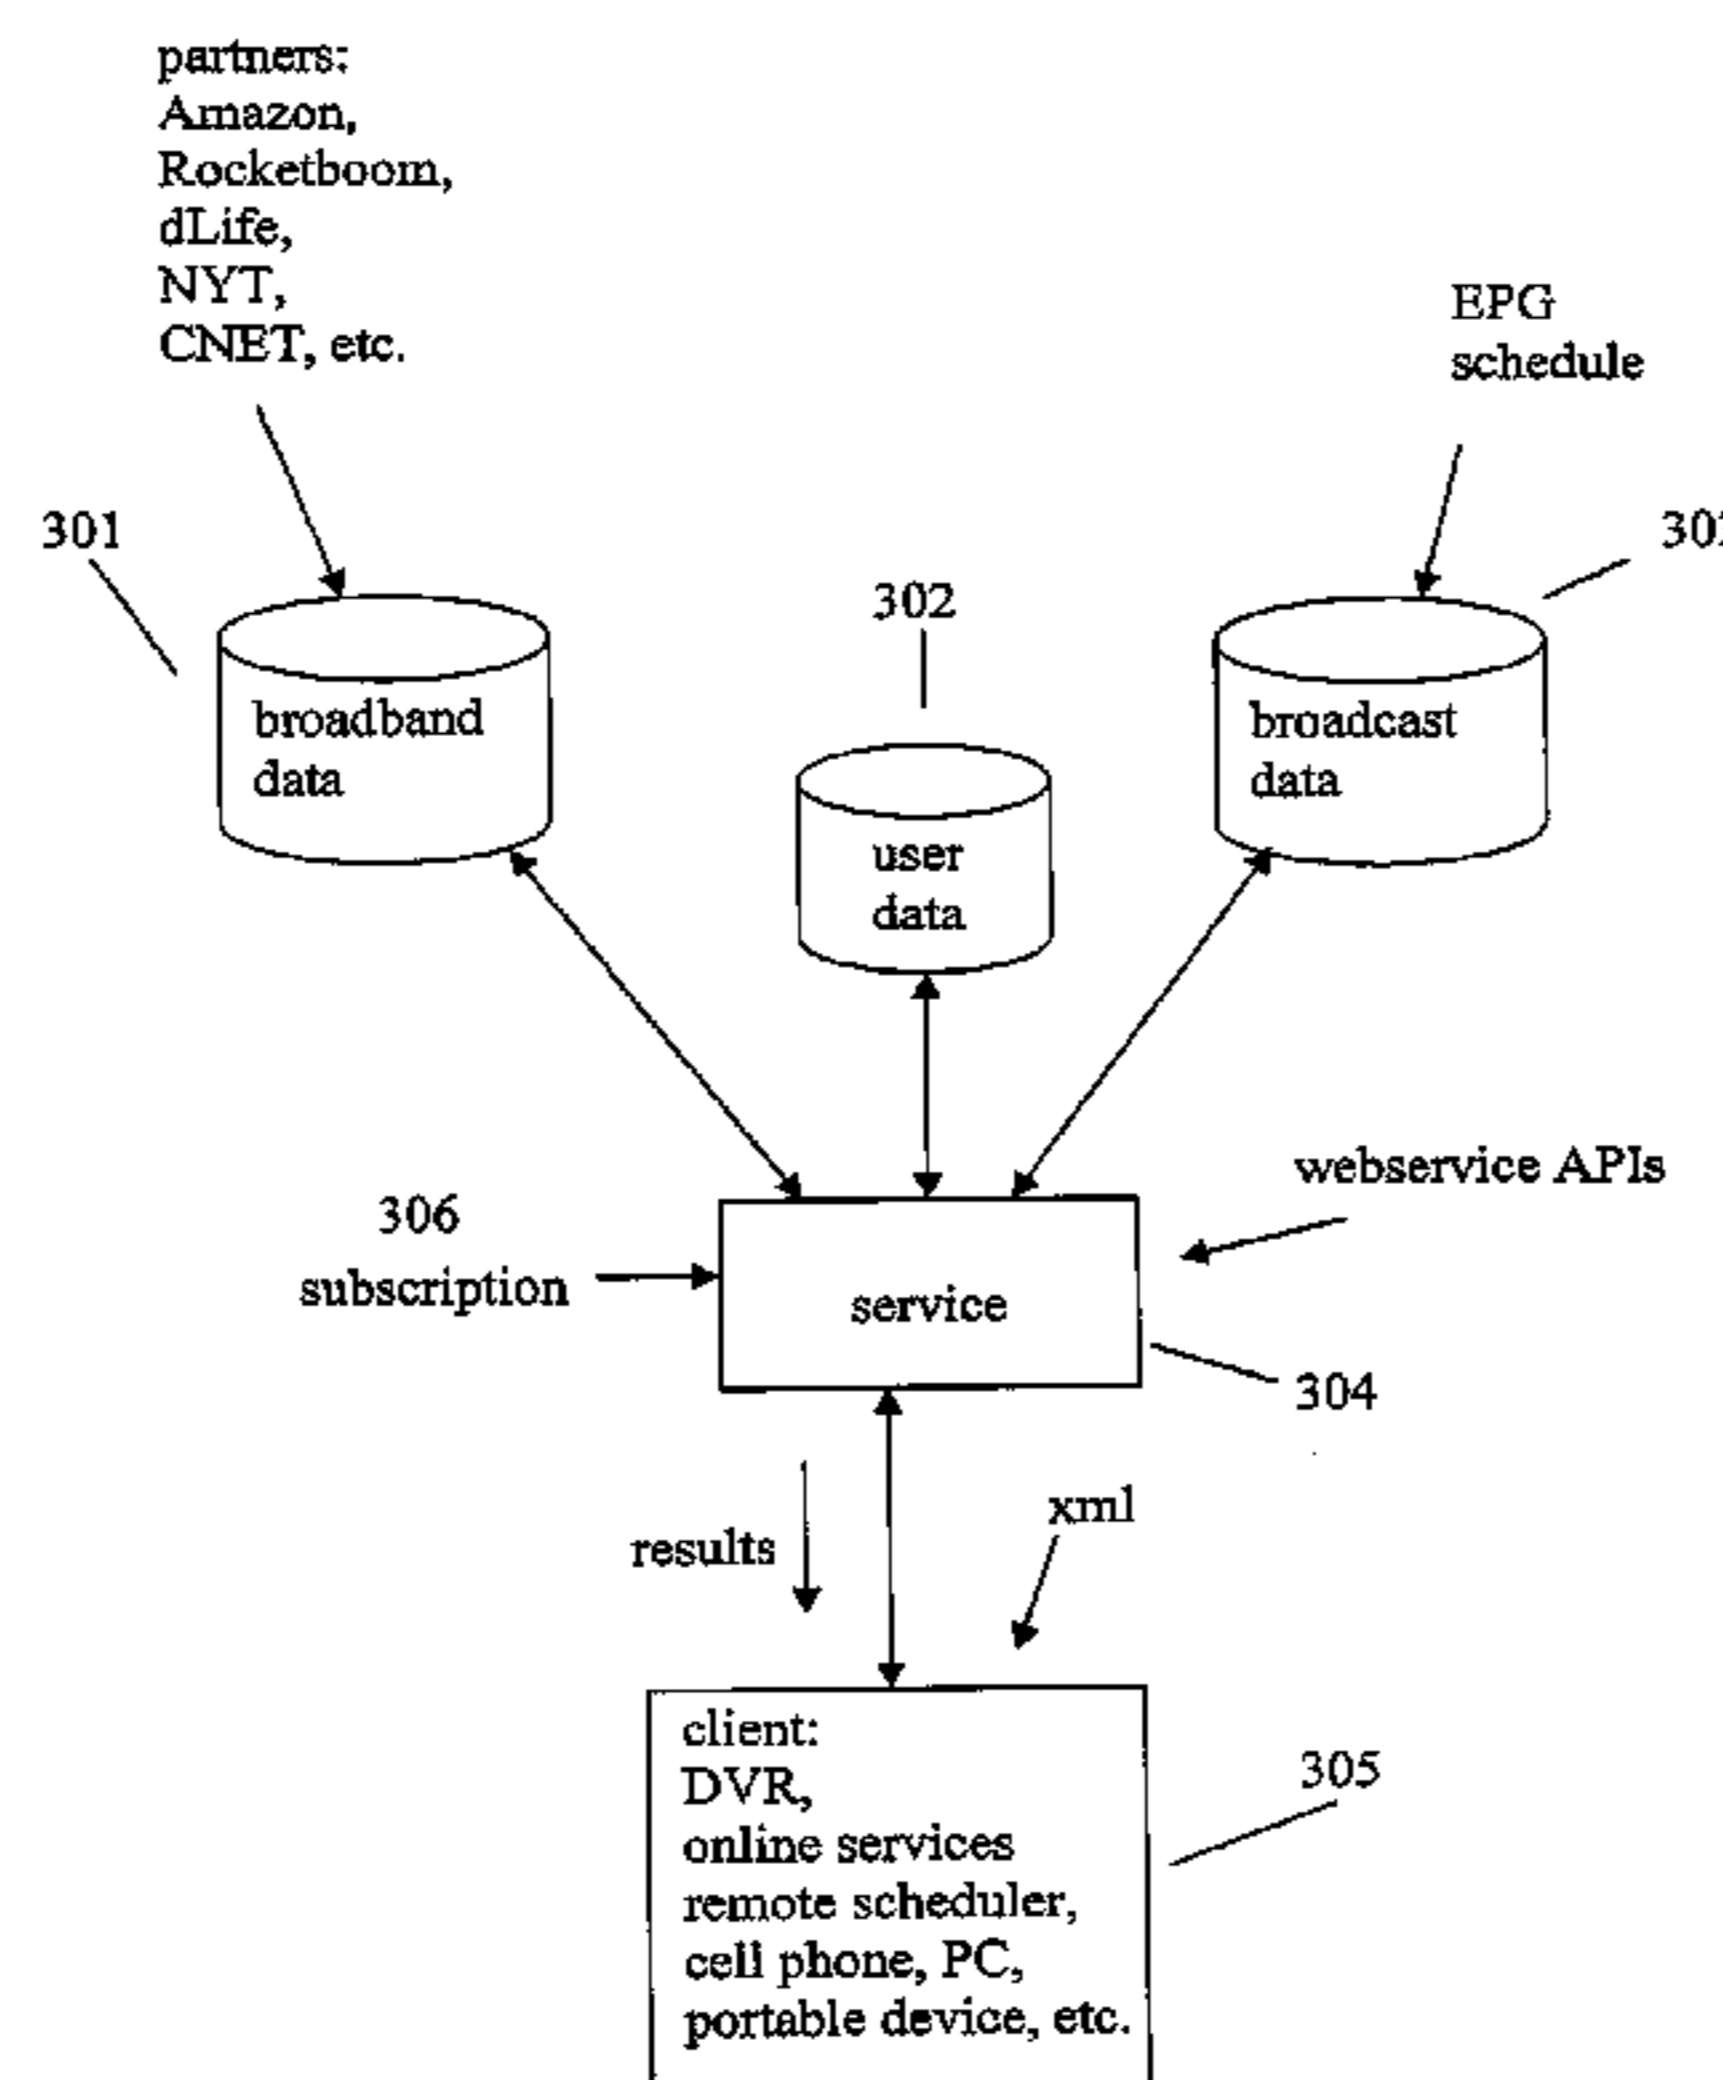 partners:
Amazon,
Rocketboom,
dLife,
NYT,
CNET, etc.
EPG
schedule
301
302
broadband
data
user
data
broadcast
data
webservice APIs
306
subscription
service
304
results
xml
client:
DVR,
online services
remote scheduler,
cell phone, PC,
portable device, etc.
305